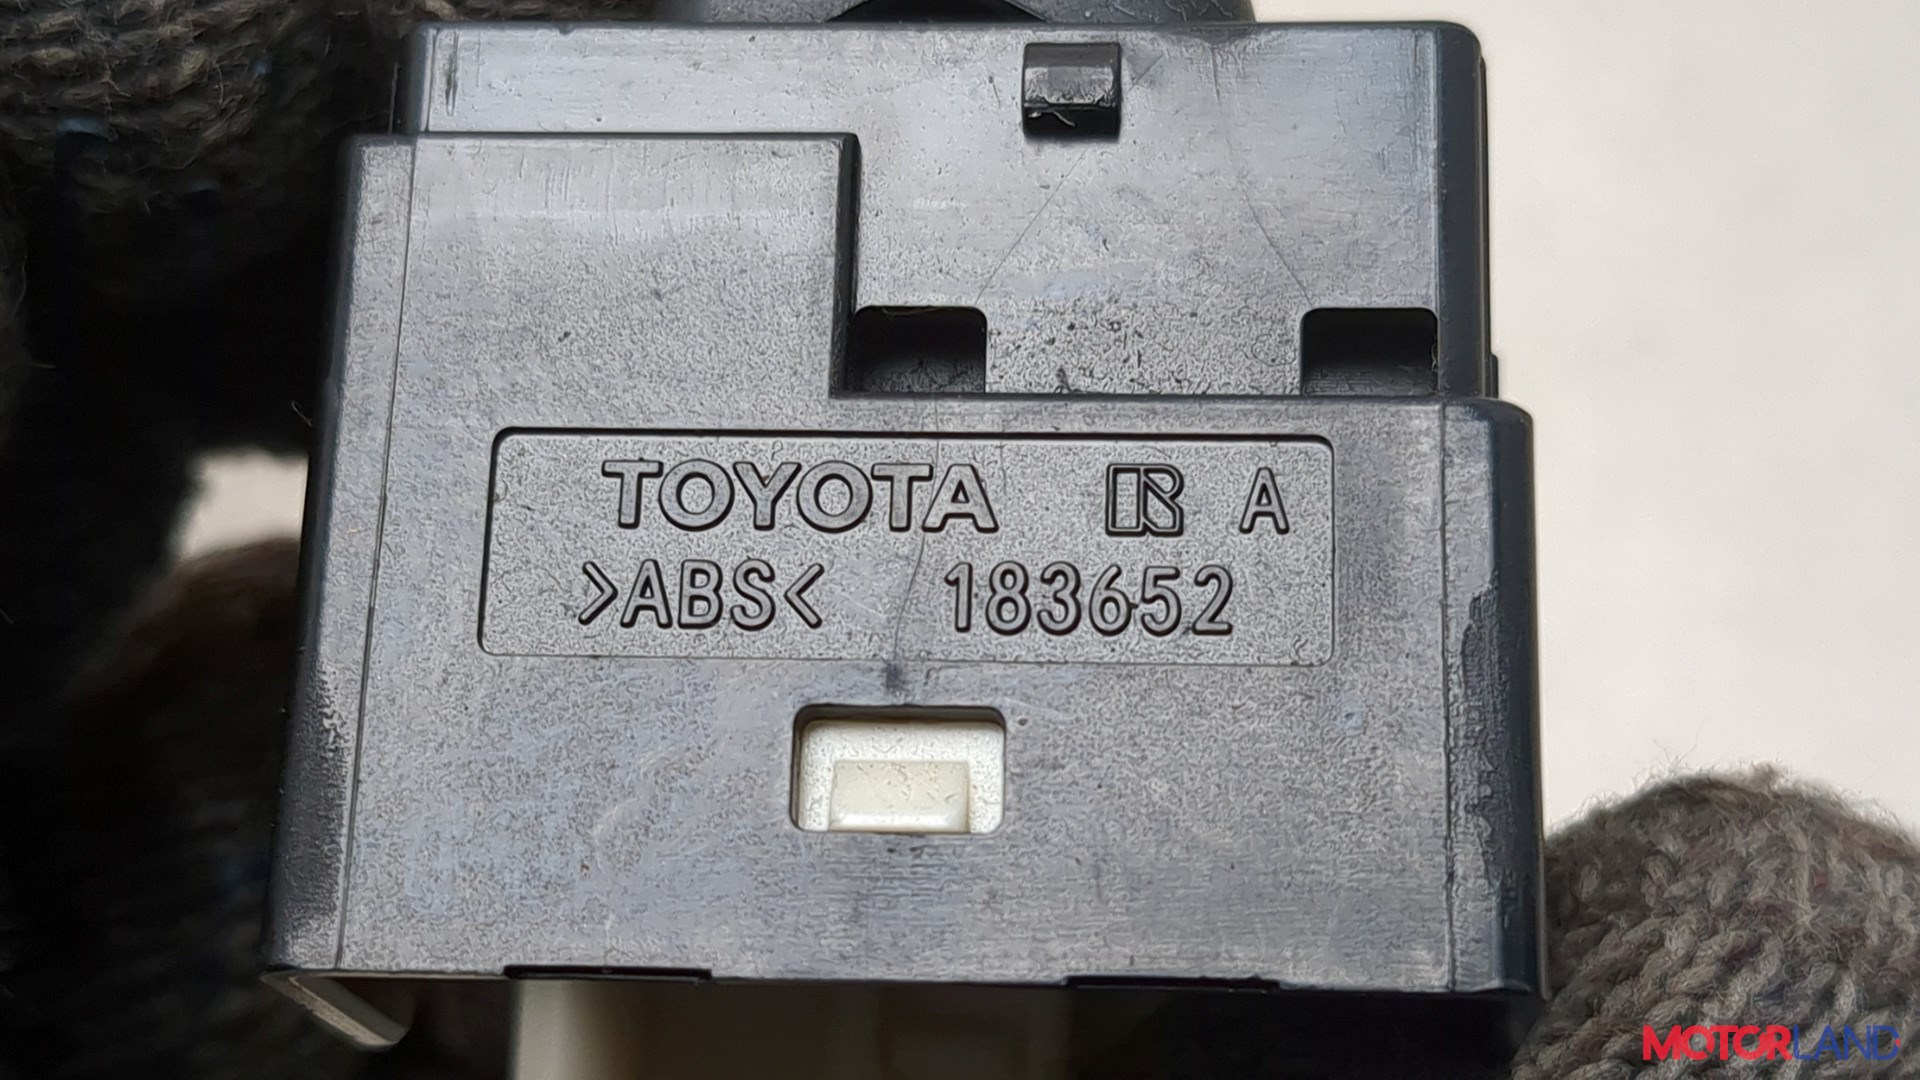 TOYOTA R A
>ABS< 183652
MOTORLAND